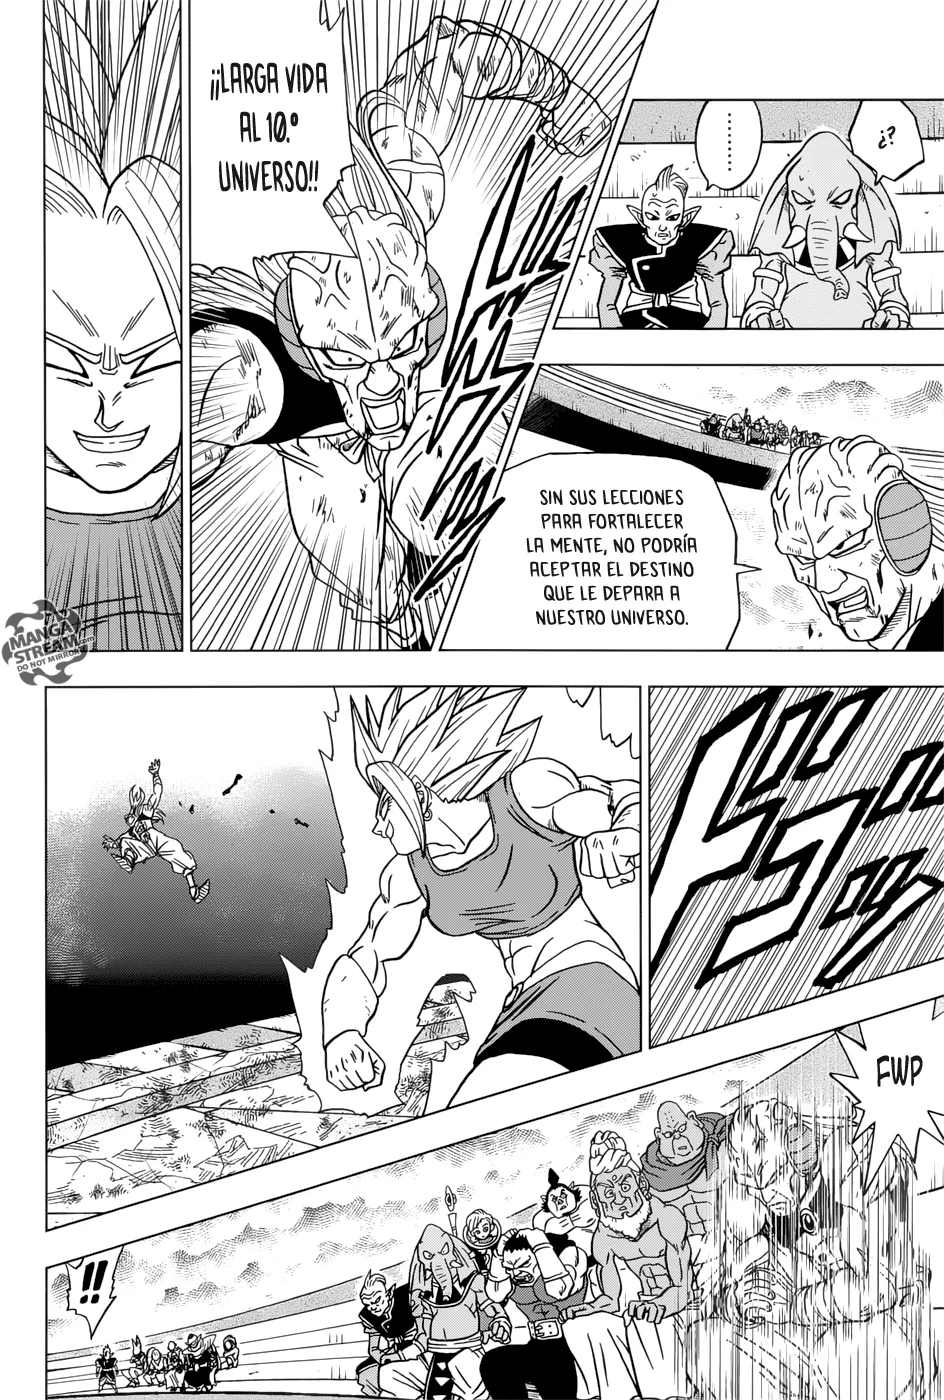 ¡¡LARGA VIDA
AL 10.º
UNIVERSO!!
..........
¿?
SIN SUS LECCIONES
PARA FORTALECER
LA MENTE, NO PODRÍA
ACEPTAR EL DESTINO
QUE LE DEPARA A
NUESTRO UNIVERSO.
MANGA
STREAM.com
DO NOT MIRROR
FWP
!!